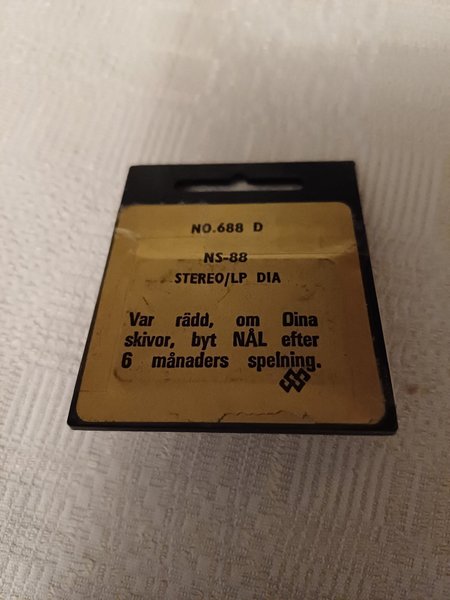 NO.688 D
NS-88
STEREO/LP DIA
Var rädd, om Dina
skivor, byt NÅL efter
6 månaders spelning.